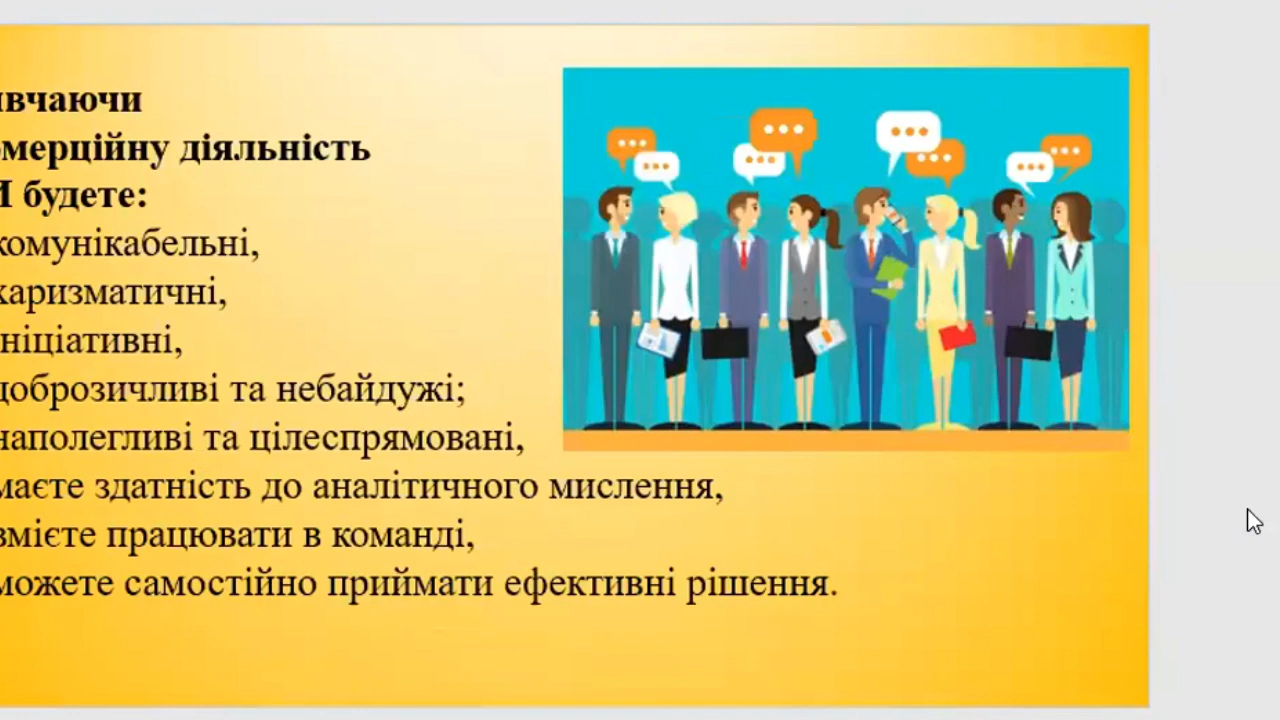 ивчаючи
омерційну діяльність
И будете:
комунікабельні,
харизматичні,
ніціативні,
доброзичливі та небайдужі;
наполегливі та цілеспрямовані,
маєте здатність до аналітичного мислення,
вмієте працювати в команді,
можете самостійно приймати ефективні рішення.